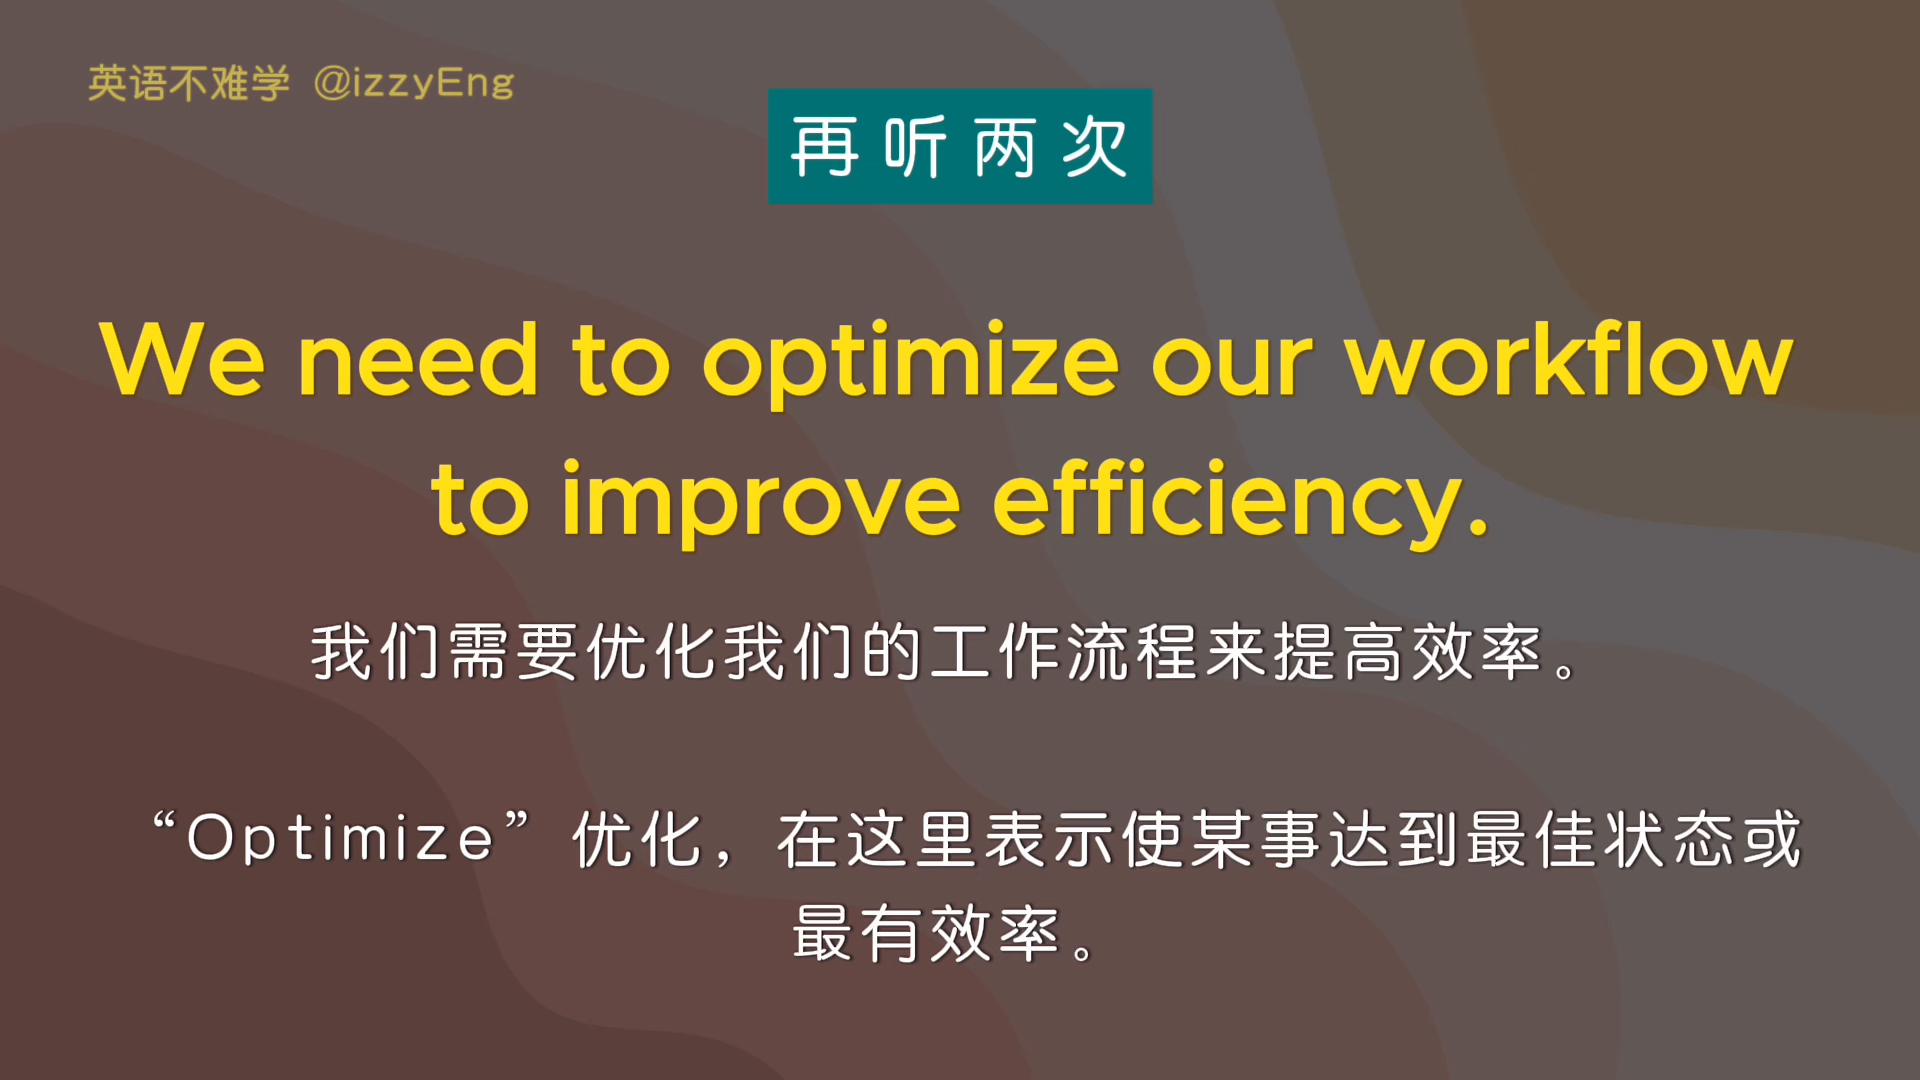 英语不难学 @izzyEng
再听两次
We need to optimize our workflow
to improve efficiency.
我们需要优化我们的工作流程来提高效率。
“Optimize”优化，在这里表示使某事达到最佳状态或
最有效率。